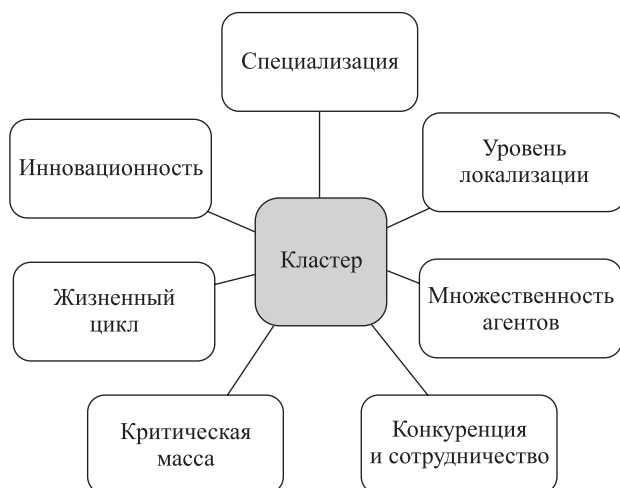 Специализация
Инновационность
Уровень
локализации
Кластер
Жизненный
цикл
Множественность
агентов
Критическая
масса
Конкуренция
и сотрудничество